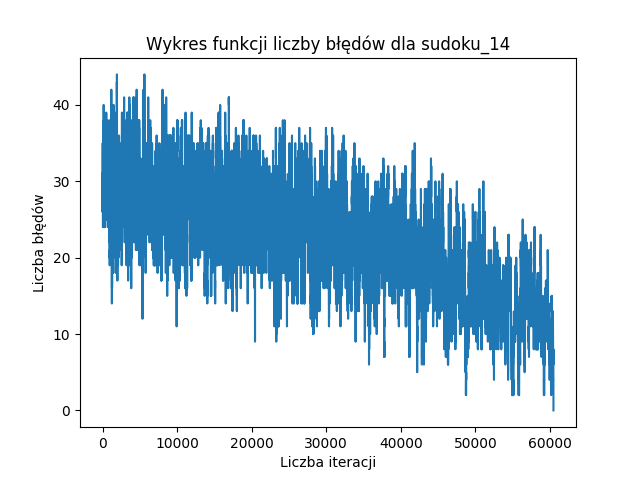 Wykres funkcji liczby błędów dla sudoku_14
Liczba błędów
40
30
20
10
0
0 10000 20000 30000 40000 50000 60000
Liczba iteracji